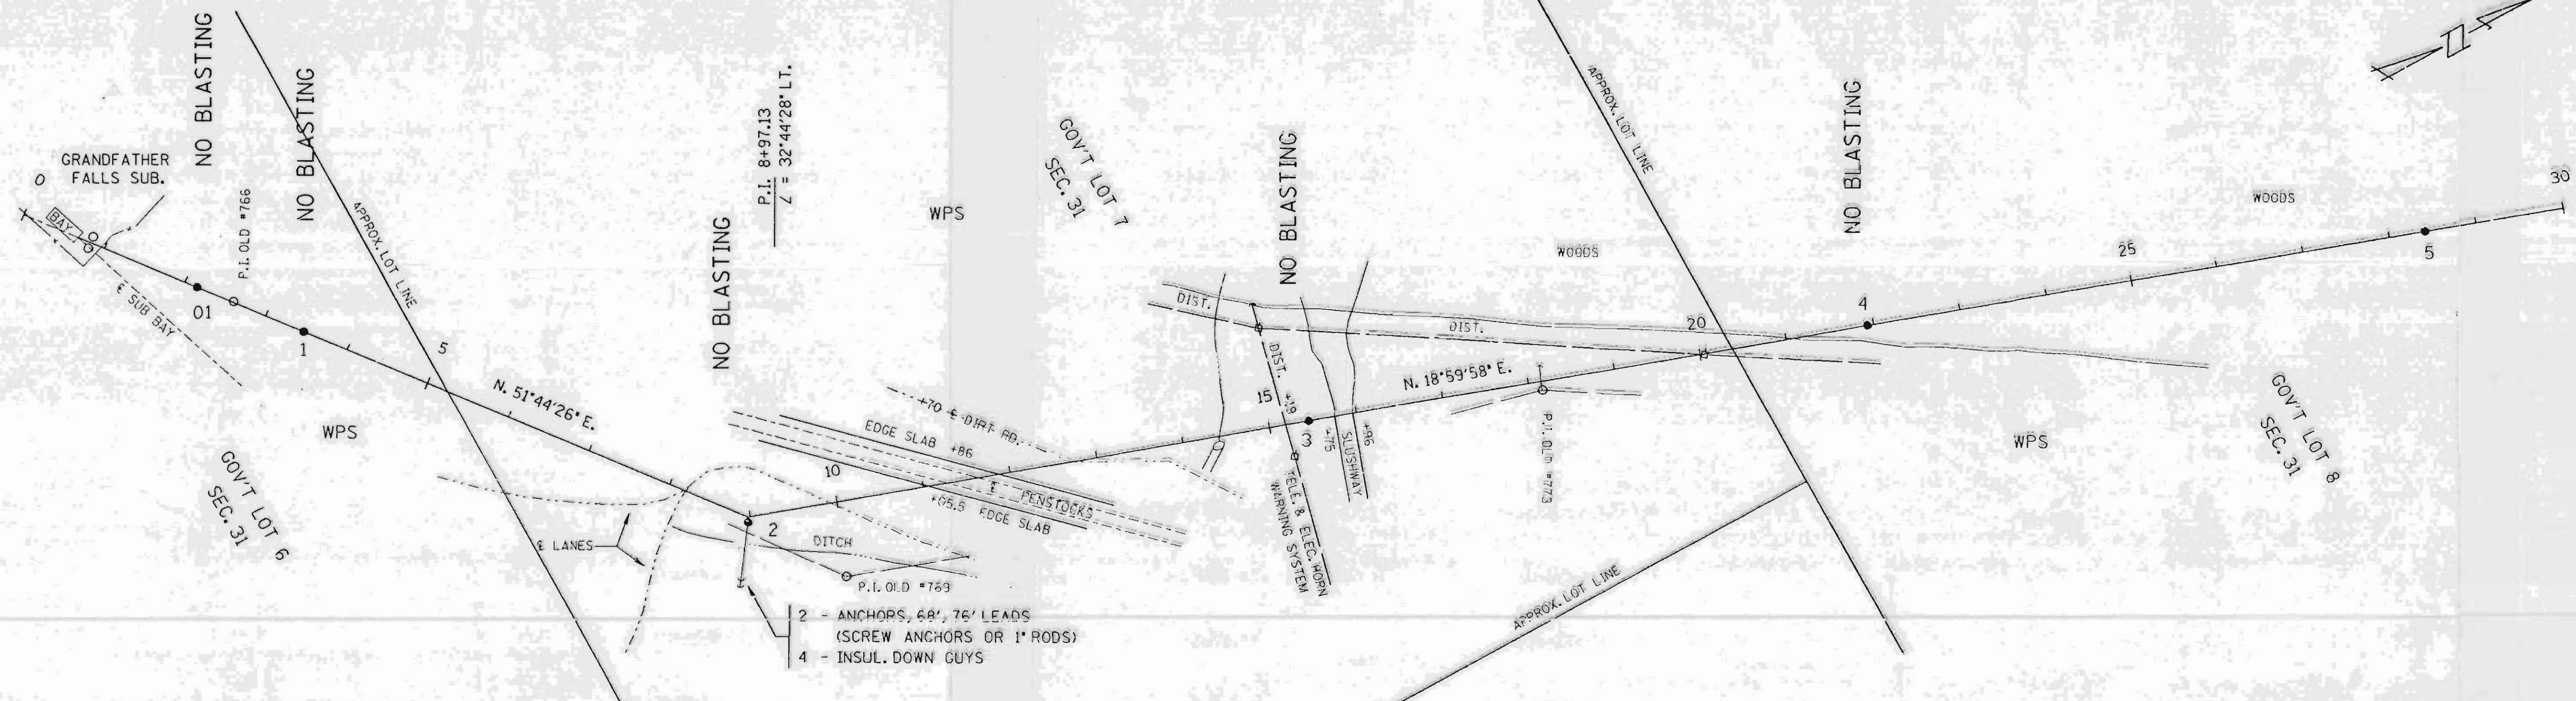 NO BLASTING
NO BLASTING
GRANDFATHER
FALLS SUB.
0
BAY
P.I. OLD #766
01
1
℄ SUB BAY
APPROX. LOT LINE
5
N. 51°44'26" E.
WPS
GOV'T LOT 6
SEC. 31
NO BLASTING
P.I. 8+97.13
∠ = 32°44'28" LT.
WPS
GOV'T LOT 7
SEC. 31
+70 ℄ DIRT RD.
EDGE SLAB +86
℄ PENSTOCKS
EDGE SLAB
10
2
DITCH
℄ LANES
P.I. OLD #769
2 - ANCHORS, 68', 76' LEADS
(SCREW ANCHORS OR 1" RODS)
4 - INSUL. DOWN GUYS
NO BLASTING
DIST.
DIST.
DIST.
15
+19
3
+75
SLUSHWAY
+96
TELE. & ELEC. HORN
WARNING SYSTEM
N. 18°59'58" E.
P.I. OLD #773
WOODS
APPROX. LOT LINE
20
APPROX. LOT LINE
NO BLASTING
4
WPS
25
WOODS
5
30
GOV'T LOT 8
SEC. 31